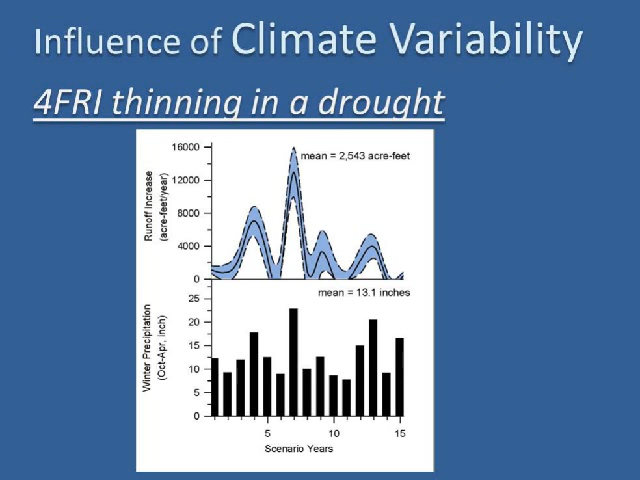 Influence of Climate Variability
4FRI thinning in a drought
Runoff Increase
(acre-feet/year)
16000
12000
8000
4000
0
mean = 2,543 acre-feet
Winter Precipitation
(Oct-Apr, inch)
25
20
15
10
5
0
mean = 13.1 inches
5 10 15
Scenario Years